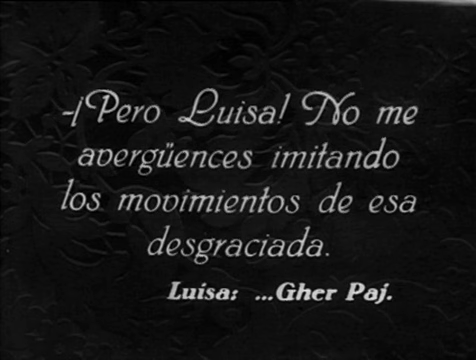 -¡Pero Luisa! No me
avergüences imitando
los movimientos de esa
desgraciada.
Luisa: ...Gher Paj.